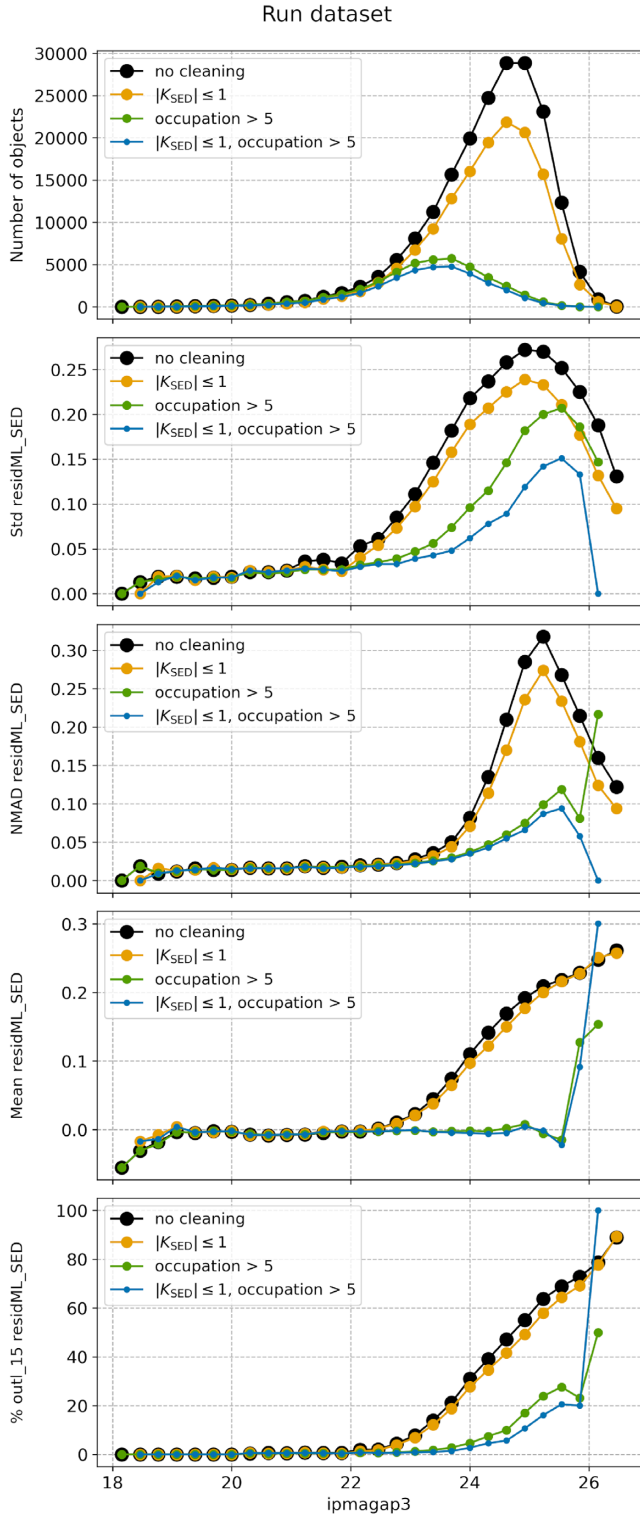 Run dataset
Number of objects
30000
25000
20000
15000
10000
5000
0
no cleaning
|K_SED| ≤ 1
occupation > 5
|K_SED| ≤ 1, occupation > 5
Std residML_SED
0.25
0.20
0.15
0.10
0.05
0.00
no cleaning
|K_SED| ≤ 1
occupation > 5
|K_SED| ≤ 1, occupation > 5
NMAD residML_SED
0.30
0.25
0.20
0.15
0.10
0.05
0.00
no cleaning
|K_SED| ≤ 1
occupation > 5
|K_SED| ≤ 1, occupation > 5
Mean residML_SED
0.3
0.2
0.1
0.0
no cleaning
|K_SED| ≤ 1
occupation > 5
|K_SED| ≤ 1, occupation > 5
% outl_15 residML_SED
100
80
60
40
20
0
no cleaning
|K_SED| ≤ 1
occupation > 5
|K_SED| ≤ 1, occupation > 5
18 20 22 24 26
ipmagap3